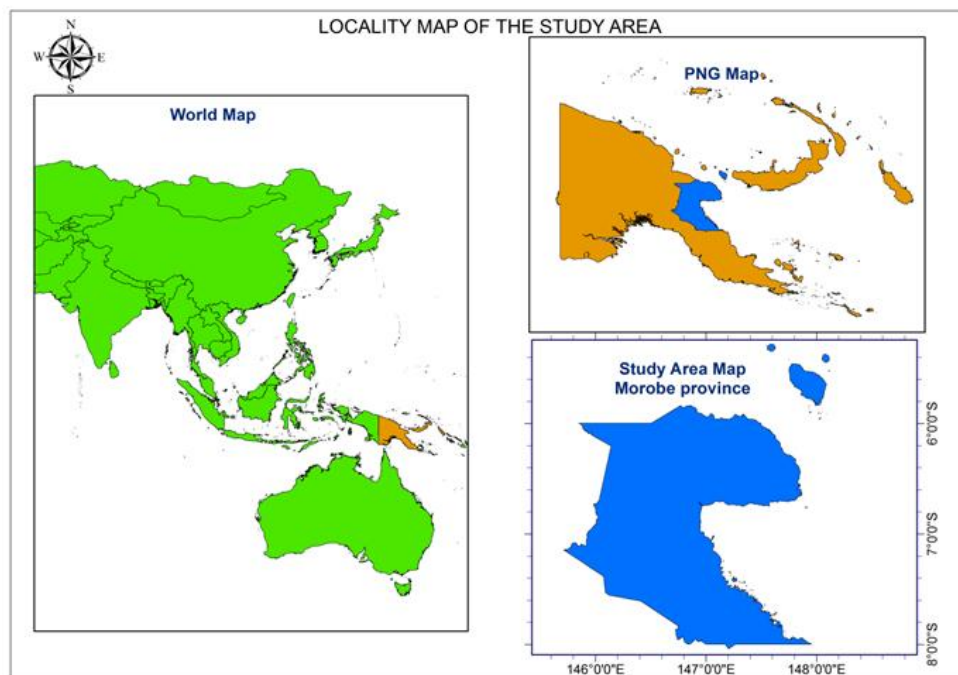 LOCALITY MAP OF THE STUDY AREA
N
W E
S
World Map
PNG Map
Study Area Map
Morobe province
6°0'0"S
7°0'0"S
8°0'0"S
146°0'0"E 147°0'0"E 148°0'0"E